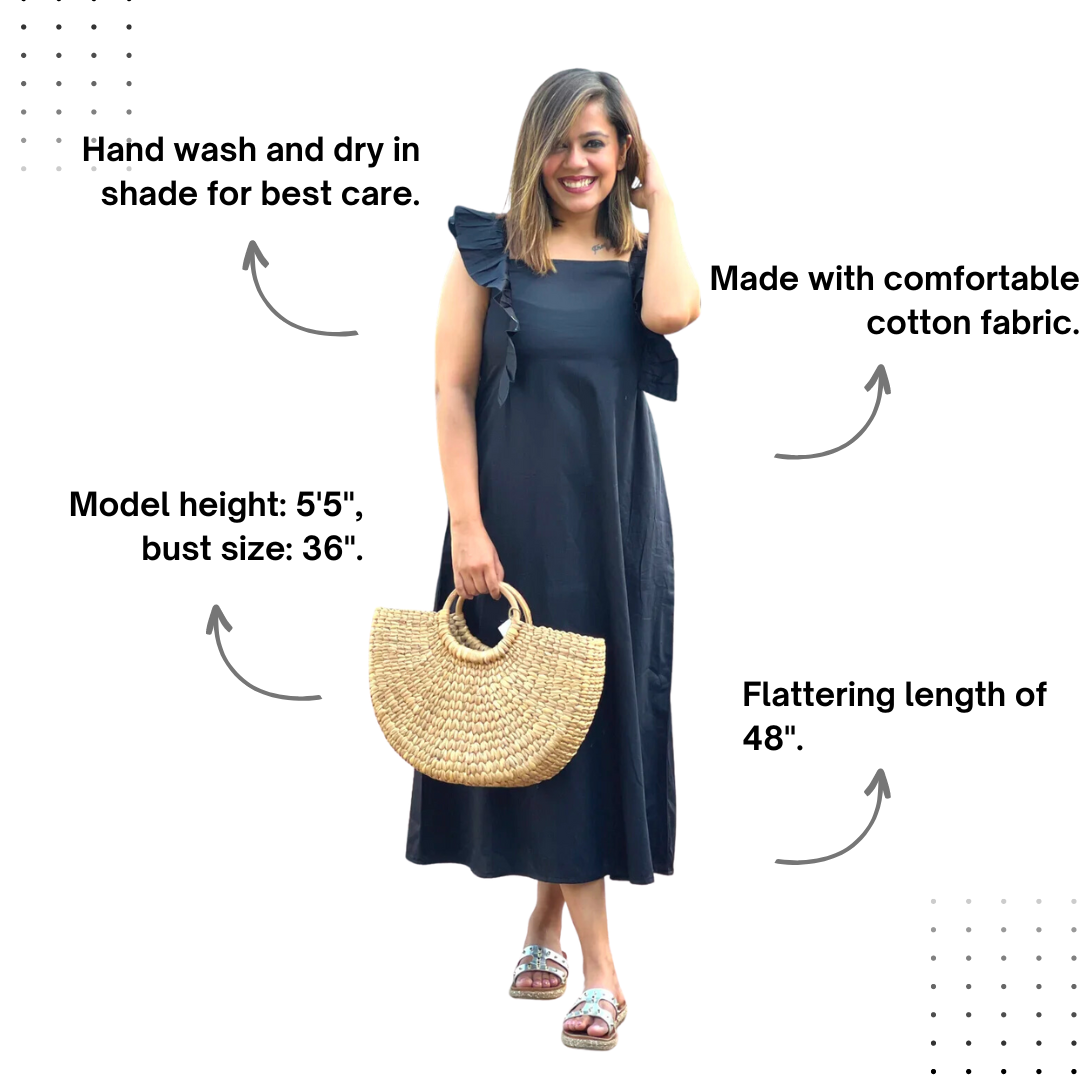 Hand wash and dry in
shade for best care.
Made with comfortable
cotton fabric.
Model height: 5'5",
bust size: 36".
Flattering length of
48".